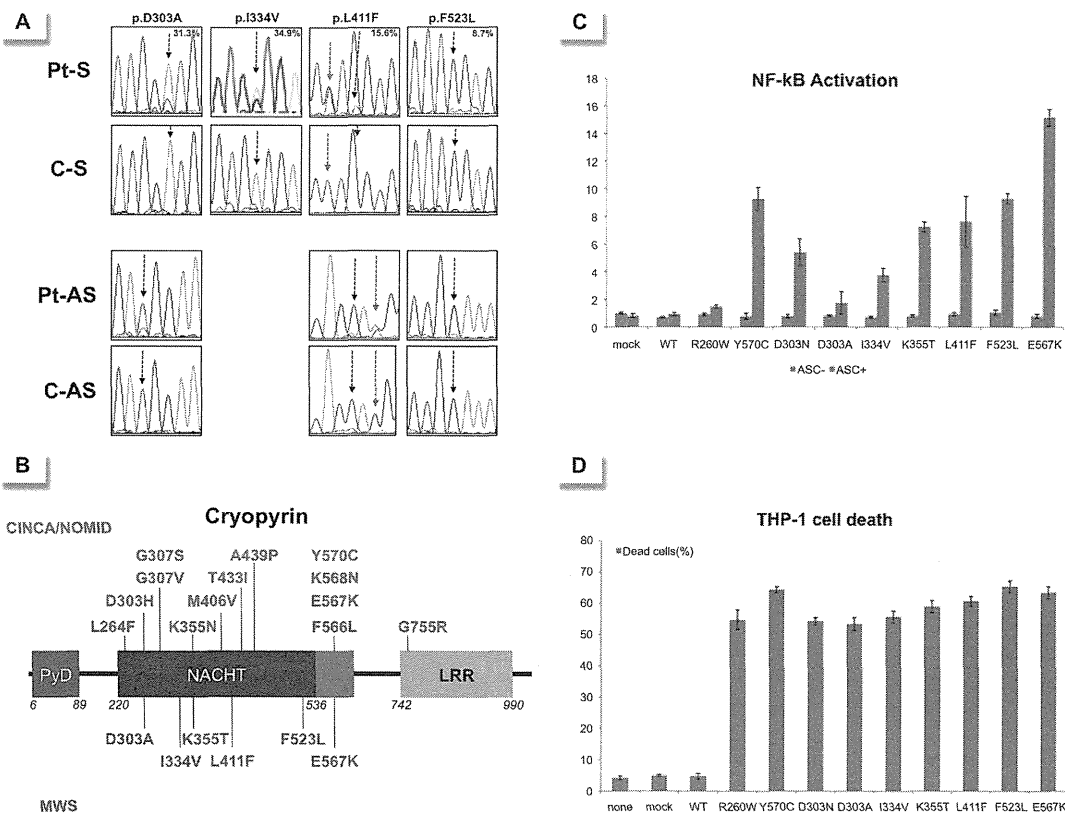 A
p.D303A p.I334V p.L411F p.F523L
31.3% 34.9% 15.6% 8.7%
Pt-S
C-S
Pt-AS
C-AS
B
Cryopyrin
CINCA/NOMID
G307S A439P Y570C
G307V T433I K568N
D303H M406V E567K
L264F K355N F566L G755R
PyD NACHT LRR
6 89 220 536 742 990
D303A K355T F523L
I334V L411F E567K
MWS
C
NF-kB Activation
18
16
14
12
10
8
6
4
2
0
mock WT R260W Y570C D303N D303A I334V K355T L411F F523L E567K
ASC- ASC+
D
THP-1 cell death
Dead cells(%)
80
70
60
50
40
30
20
10
0
none mock WT R260W Y570C D303N D303A I334V K355T L411F F523L E567K